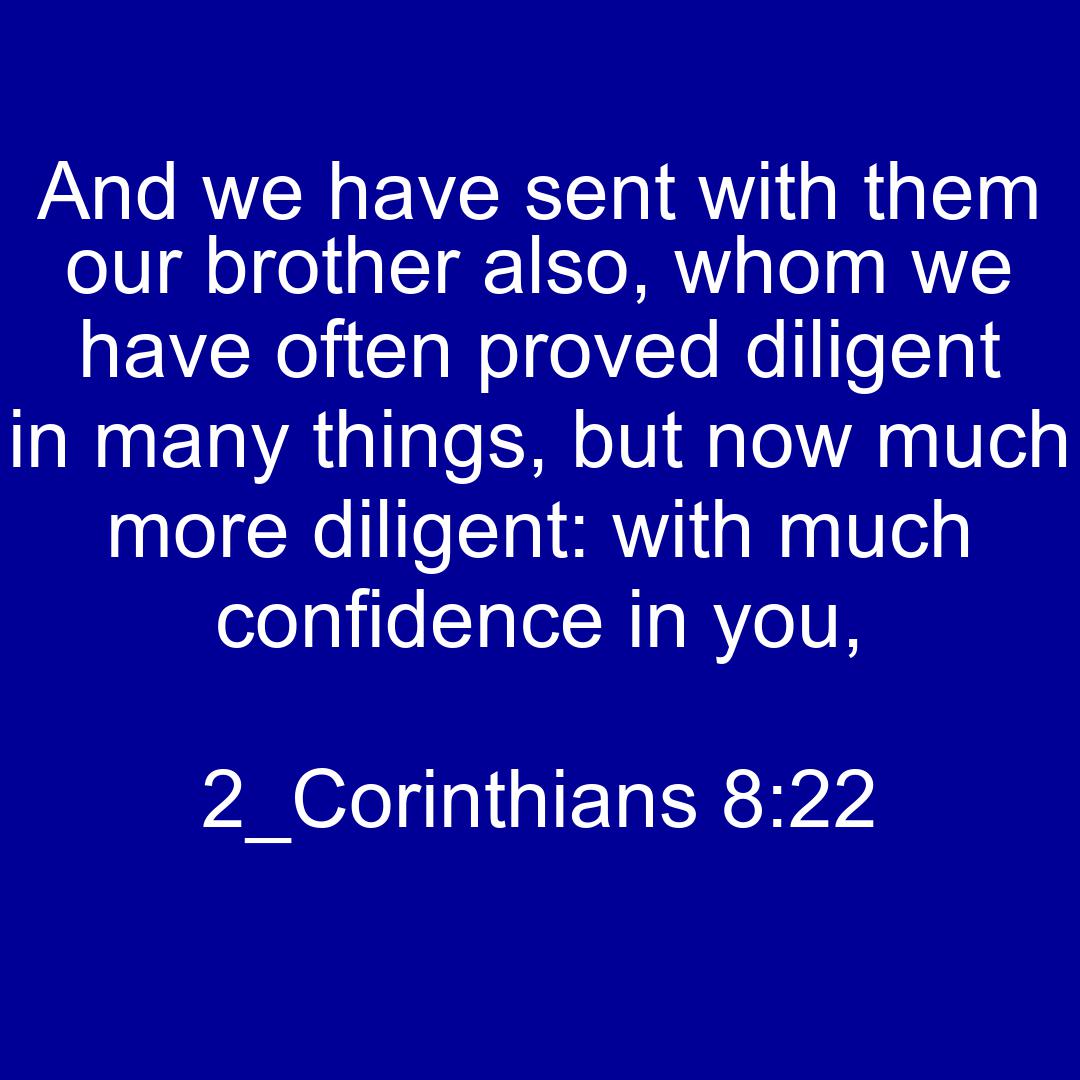 And we have sent with them
our brother also, whom we
have often proved diligent
in many things, but now much
more diligent: with much
confidence in you,
2_Corinthians 8:22